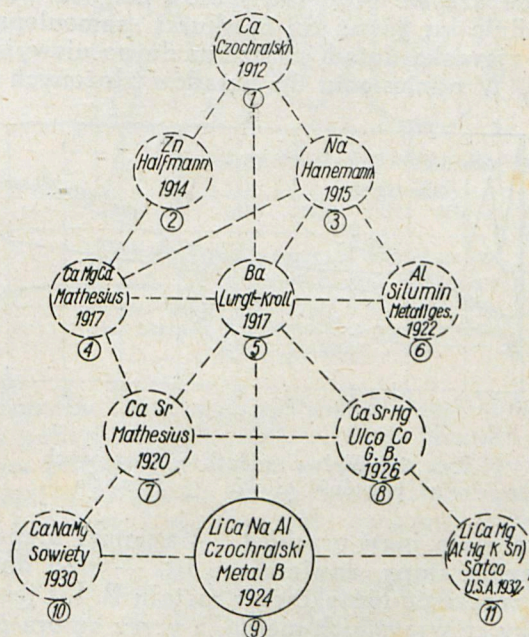 Ca
Czochralski
1912
1
Zn
Halfmann
1914
2
Na
Hanemann
1915
3
Ca Mg Cd
Mathesius
1917
4
Ba
Lurgi-Kroll
1917
5
Al
Silumin
Metallges.
1922
6
Ca Sr
Mathesius
1920
7
Ca Sr Hg
Ulco Co
G. B.
1926
8
Ca Na Mg
Sowiety
1930
10
Li Ca Na Al
Czochralski
Metal B
1924
9
Li Ca Mg
(Al Hg K Sn)
Satco
U.S.A. 1932
11